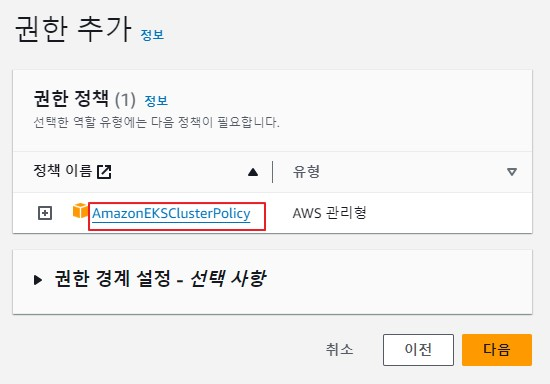 권한 추가 정보
권한 정책 (1) 정보
선택한 역할 유형에는 다음 정책이 필요합니다.
정책 이름 유형
AmazonEKSClusterPolicy AWS 관리형
권한 경계 설정 - 선택 사항
취소 이전 다음